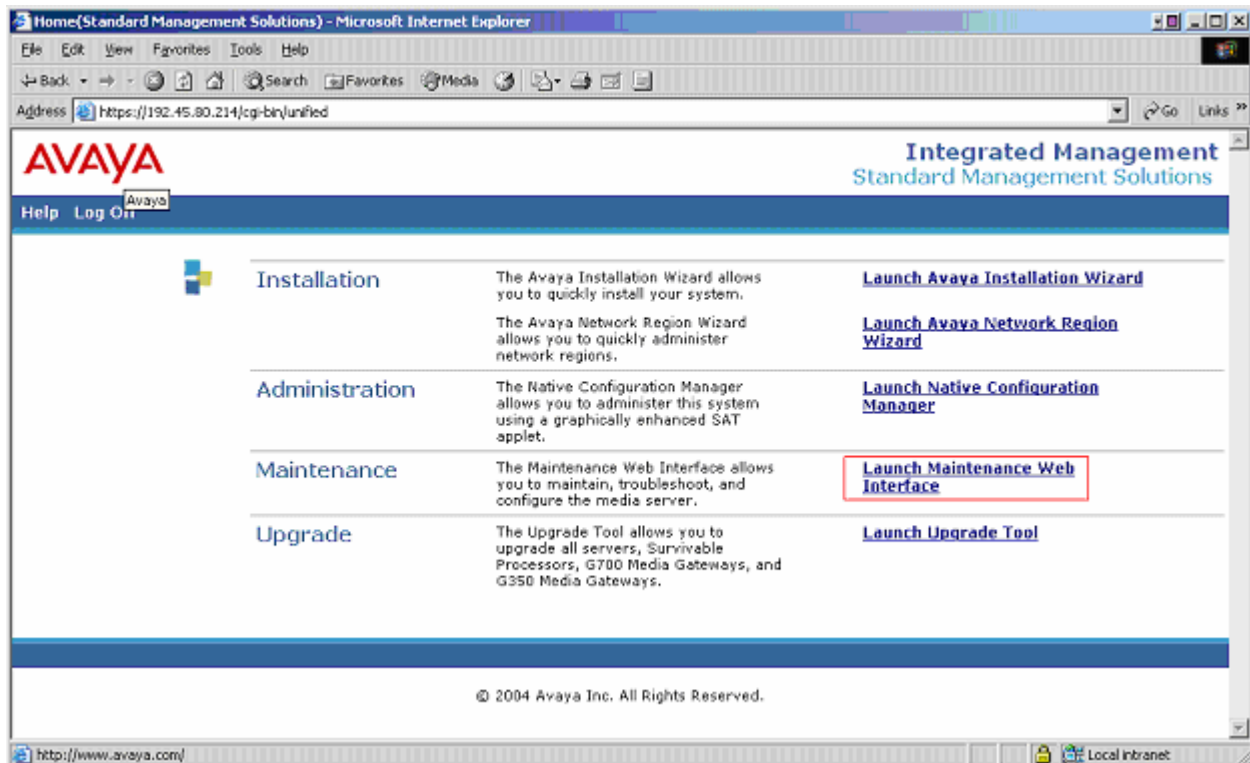 Home(Standard Management Solutions) - Microsoft Internet Explorer
File Edit View Favorites Tools Help
Back Search Favorites Media
Address https://192.45.80.214/cgi-bin/unified Go Links »
AVAYA
Integrated Management
Standard Management Solutions
Avaya
Help Log Off
Installation
The Avaya Installation Wizard allows
you to quickly install your system.
Launch Avaya Installation Wizard
The Avaya Network Region Wizard
allows you to quickly administer
network regions.
Launch Avaya Network Region
Wizard
Administration
The Native Configuration Manager
allows you to administer this system
using a graphically enhanced SAT
applet.
Launch Native Configuration
Manager
Maintenance
The Maintenance Web Interface allows
you to maintain, troubleshoot, and
configure the media server.
Launch Maintenance Web
Interface
Upgrade
The Upgrade Tool allows you to
upgrade all servers, Survivable
Processors, G700 Media Gateways, and
G350 Media Gateways.
Launch Upgrade Tool
© 2004 Avaya Inc. All Rights Reserved.
http://www.avaya.com/ Local intranet